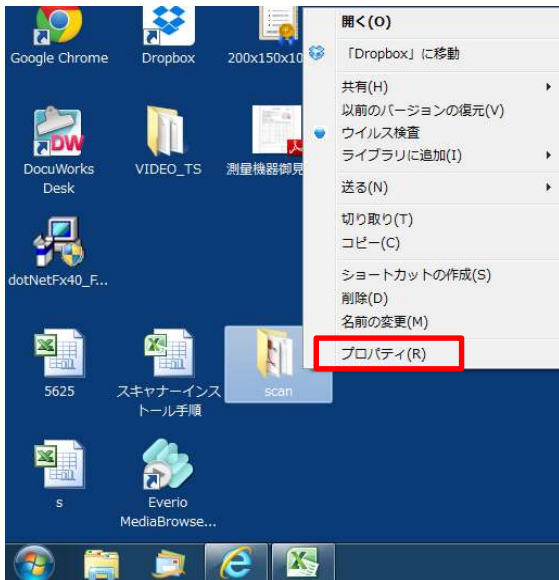 Google Chrome
Dropbox
200x150x10
DocuWorks
Desk
VIDEO_TS
測量機器御見
dotNetFx40_F...
5625
スキャナーインス
トール手順
scan
s
Everio
MediaBrowse...
開く(O)
「Dropbox」に移動
共有(H)
以前のバージョンの復元(V)
ウイルス検査
ライブラリに追加(I)
送る(N)
切り取り(T)
コピー(C)
ショートカットの作成(S)
削除(D)
名前の変更(M)
プロパティ(R)